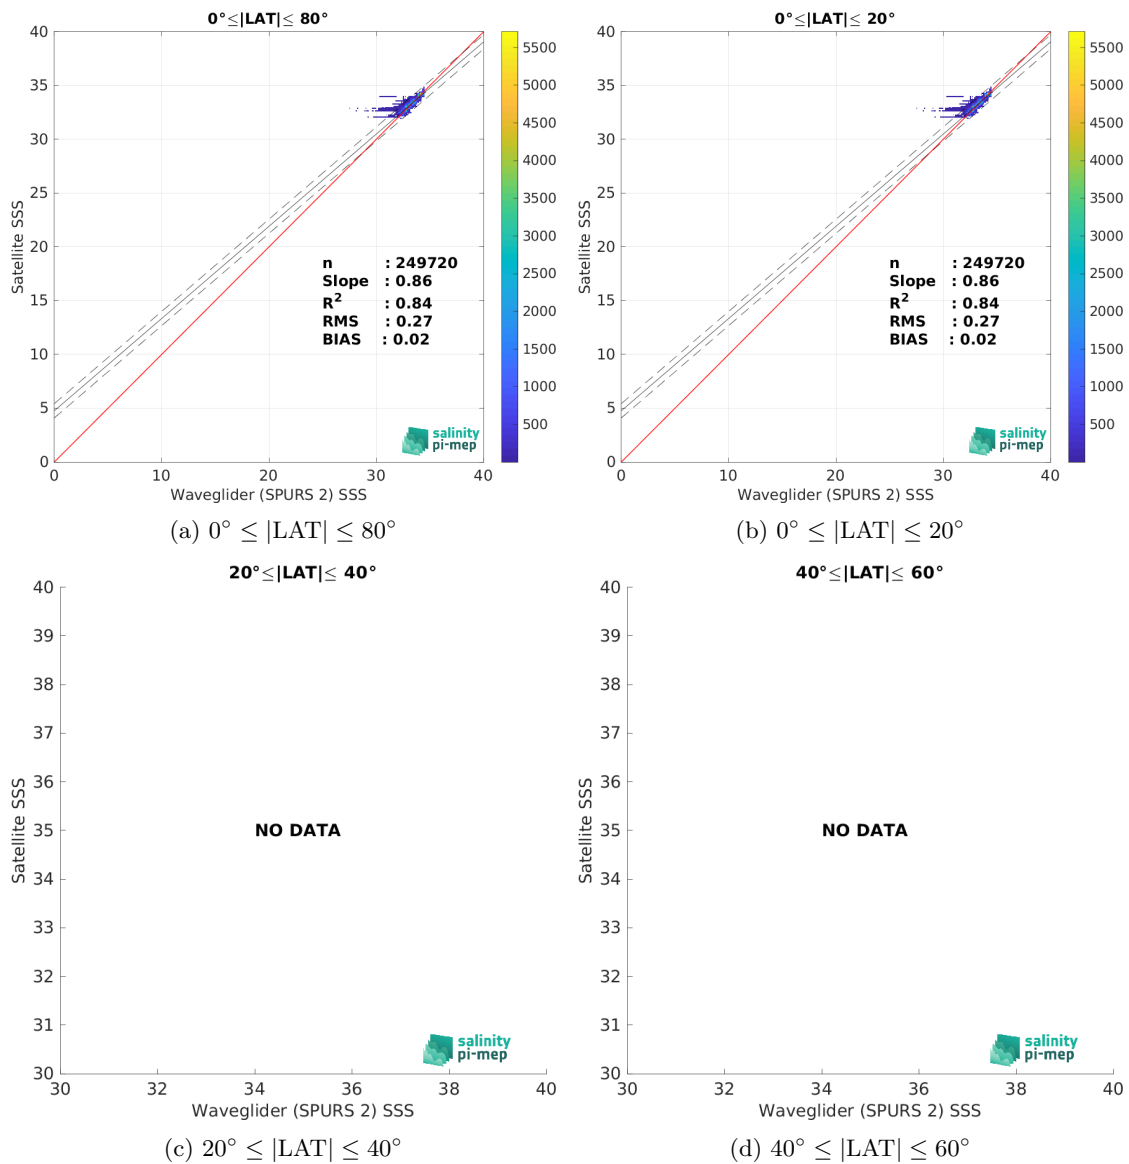 0°≤|LAT|≤ 80°
40
35
30
25
20
15
10
5
0
0
10
20
30
40
Satellite SSS
Waveglider (SPURS 2) SSS
n : 249720
Slope : 0.86
R² : 0.84
RMS : 0.27
BIAS : 0.02
salinity
pi-mep
5500
5000
4500
4000
3500
3000
2500
2000
1500
1000
500
(a) 0° ≤ |LAT| ≤ 80°
0°≤|LAT|≤ 20°
40
35
30
25
20
15
10
5
0
0
10
20
30
40
Satellite SSS
Waveglider (SPURS 2) SSS
n : 249720
Slope : 0.86
R² : 0.84
RMS : 0.27
BIAS : 0.02
salinity
pi-mep
5500
5000
4500
4000
3500
3000
2500
2000
1500
1000
500
(b) 0° ≤ |LAT| ≤ 20°
20°≤|LAT|≤ 40°
40
39
38
37
36
35
34
33
32
31
30
30
32
34
36
38
40
Satellite SSS
Waveglider (SPURS 2) SSS
NO DATA
salinity
pi-mep
(c) 20° ≤ |LAT| ≤ 40°
40°≤|LAT|≤ 60°
40
39
38
37
36
35
34
33
32
31
30
30
32
34
36
38
40
Satellite SSS
Waveglider (SPURS 2) SSS
NO DATA
salinity
pi-mep
(d) 40° ≤ |LAT| ≤ 60°